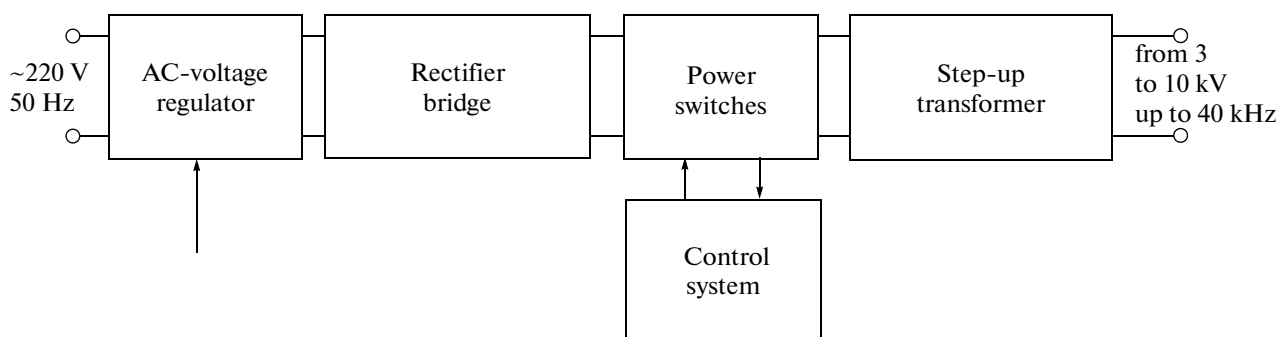 ~220 V
50 Hz
AC-voltage
regulator
Rectifier
bridge
Power
switches
Step-up
transformer
from 3
to 10 kV
up to 40 kHz
Control
system